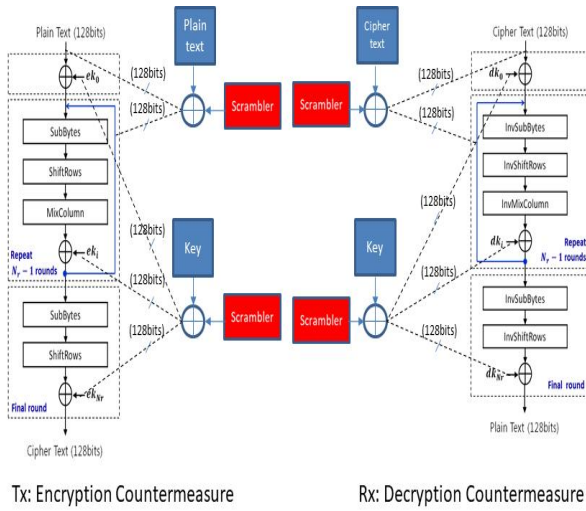 Plain Text (128bits)
ek0
SubBytes
ShiftRows
MixColumn
eki
Repeat
Nr − 1 rounds
SubBytes
ShiftRows
ekNr
Final round
Cipher Text (128bits)
(128bits)
(128bits)
(128bits)
(128bits)
(128bits)
Plain
text
Scrambler
Key
Scrambler
Cipher
text
Scrambler
Key
Scrambler
(128bits)
(128bits)
(128bits)
(128bits)
(128bits)
Cipher Text (128bits)
dk0
InvSubBytes
InvShiftRows
InvMixColumn
dki
Repeat
Nr − 1 rounds
InvSubBytes
InvShiftRows
dkNr
Final round
Plain Text (128bits)
Tx: Encryption Countermeasure
Rx: Decryption Countermeasure